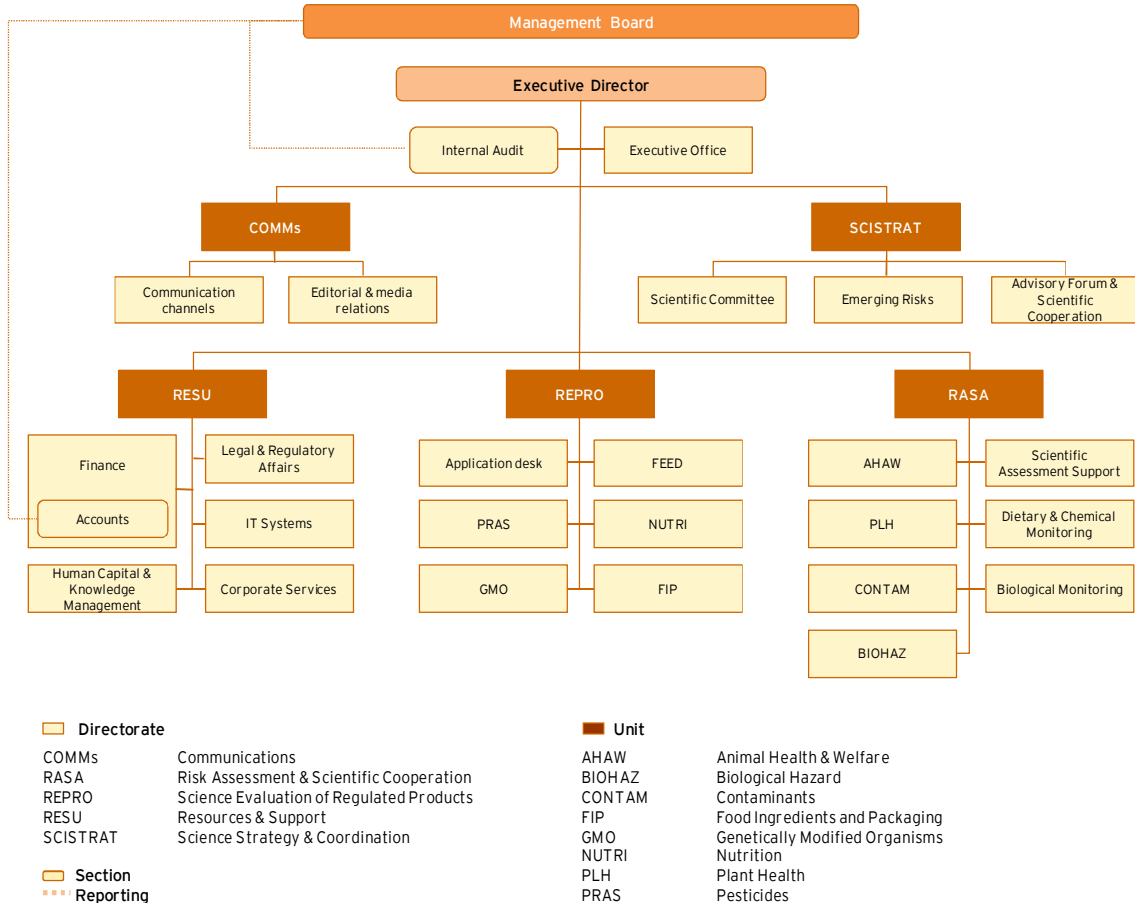 Management Board
Executive Director
Internal Audit
Executive Office
COMMs
SCISTRAT
Communication
channels
Editorial & media
relations
Scientific Committee
Emerging Risks
Advisory Forum &
Scientific
Cooperation
RESU
REPRO
RASA
Finance
Accounts
Legal & Regulatory
Affairs
IT Systems
Human Capital &
Knowledge
Management
Corporate Services
Application desk
FEED
PRAS
NUTRI
GMO
FIP
AHAW
Scientific
Assessment Support
PLH
Dietary & Chemical
Monitoring
CONTAM
Biological Monitoring
BIOHAZ
Directorate
COMMs Communications
RASA Risk Assessment & Scientific Cooperation
REPRO Science Evaluation of Regulated Products
RESU Resources & Support
SCISTRAT Science Strategy & Coordination
Section
Reporting
Unit
AHAW Animal Health & Welfare
BIOHAZ Biological Hazard
CONTAM Contaminants
FIP Food Ingredients and Packaging
GMO Genetically Modified Organisms
NUTRI Nutrition
PLH Plant Health
PRAS Pesticides